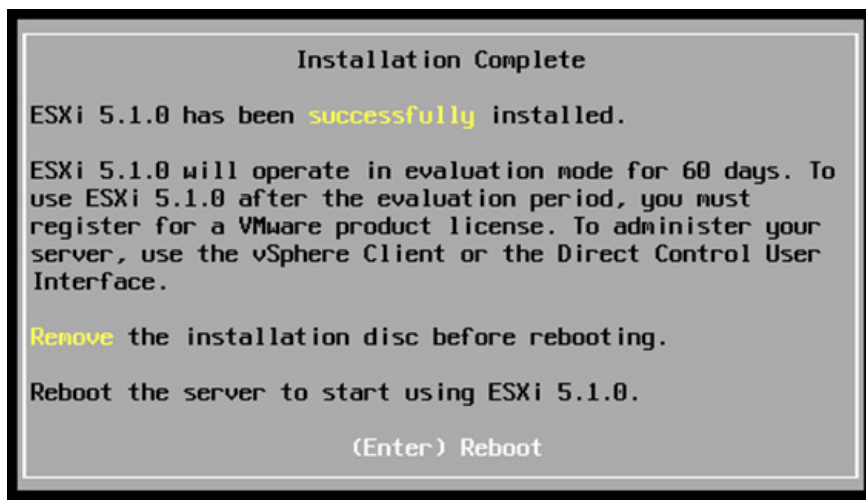 Installation Complete
ESXi 5.1.0 has been successfully installed.
ESXi 5.1.0 will operate in evaluation mode for 60 days. To
use ESXi 5.1.0 after the evaluation period, you must
register for a VMware product license. To administer your
server, use the vSphere Client or the Direct Control User
Interface.
Remove the installation disc before rebooting.
Reboot the server to start using ESXi 5.1.0.
(Enter) Reboot